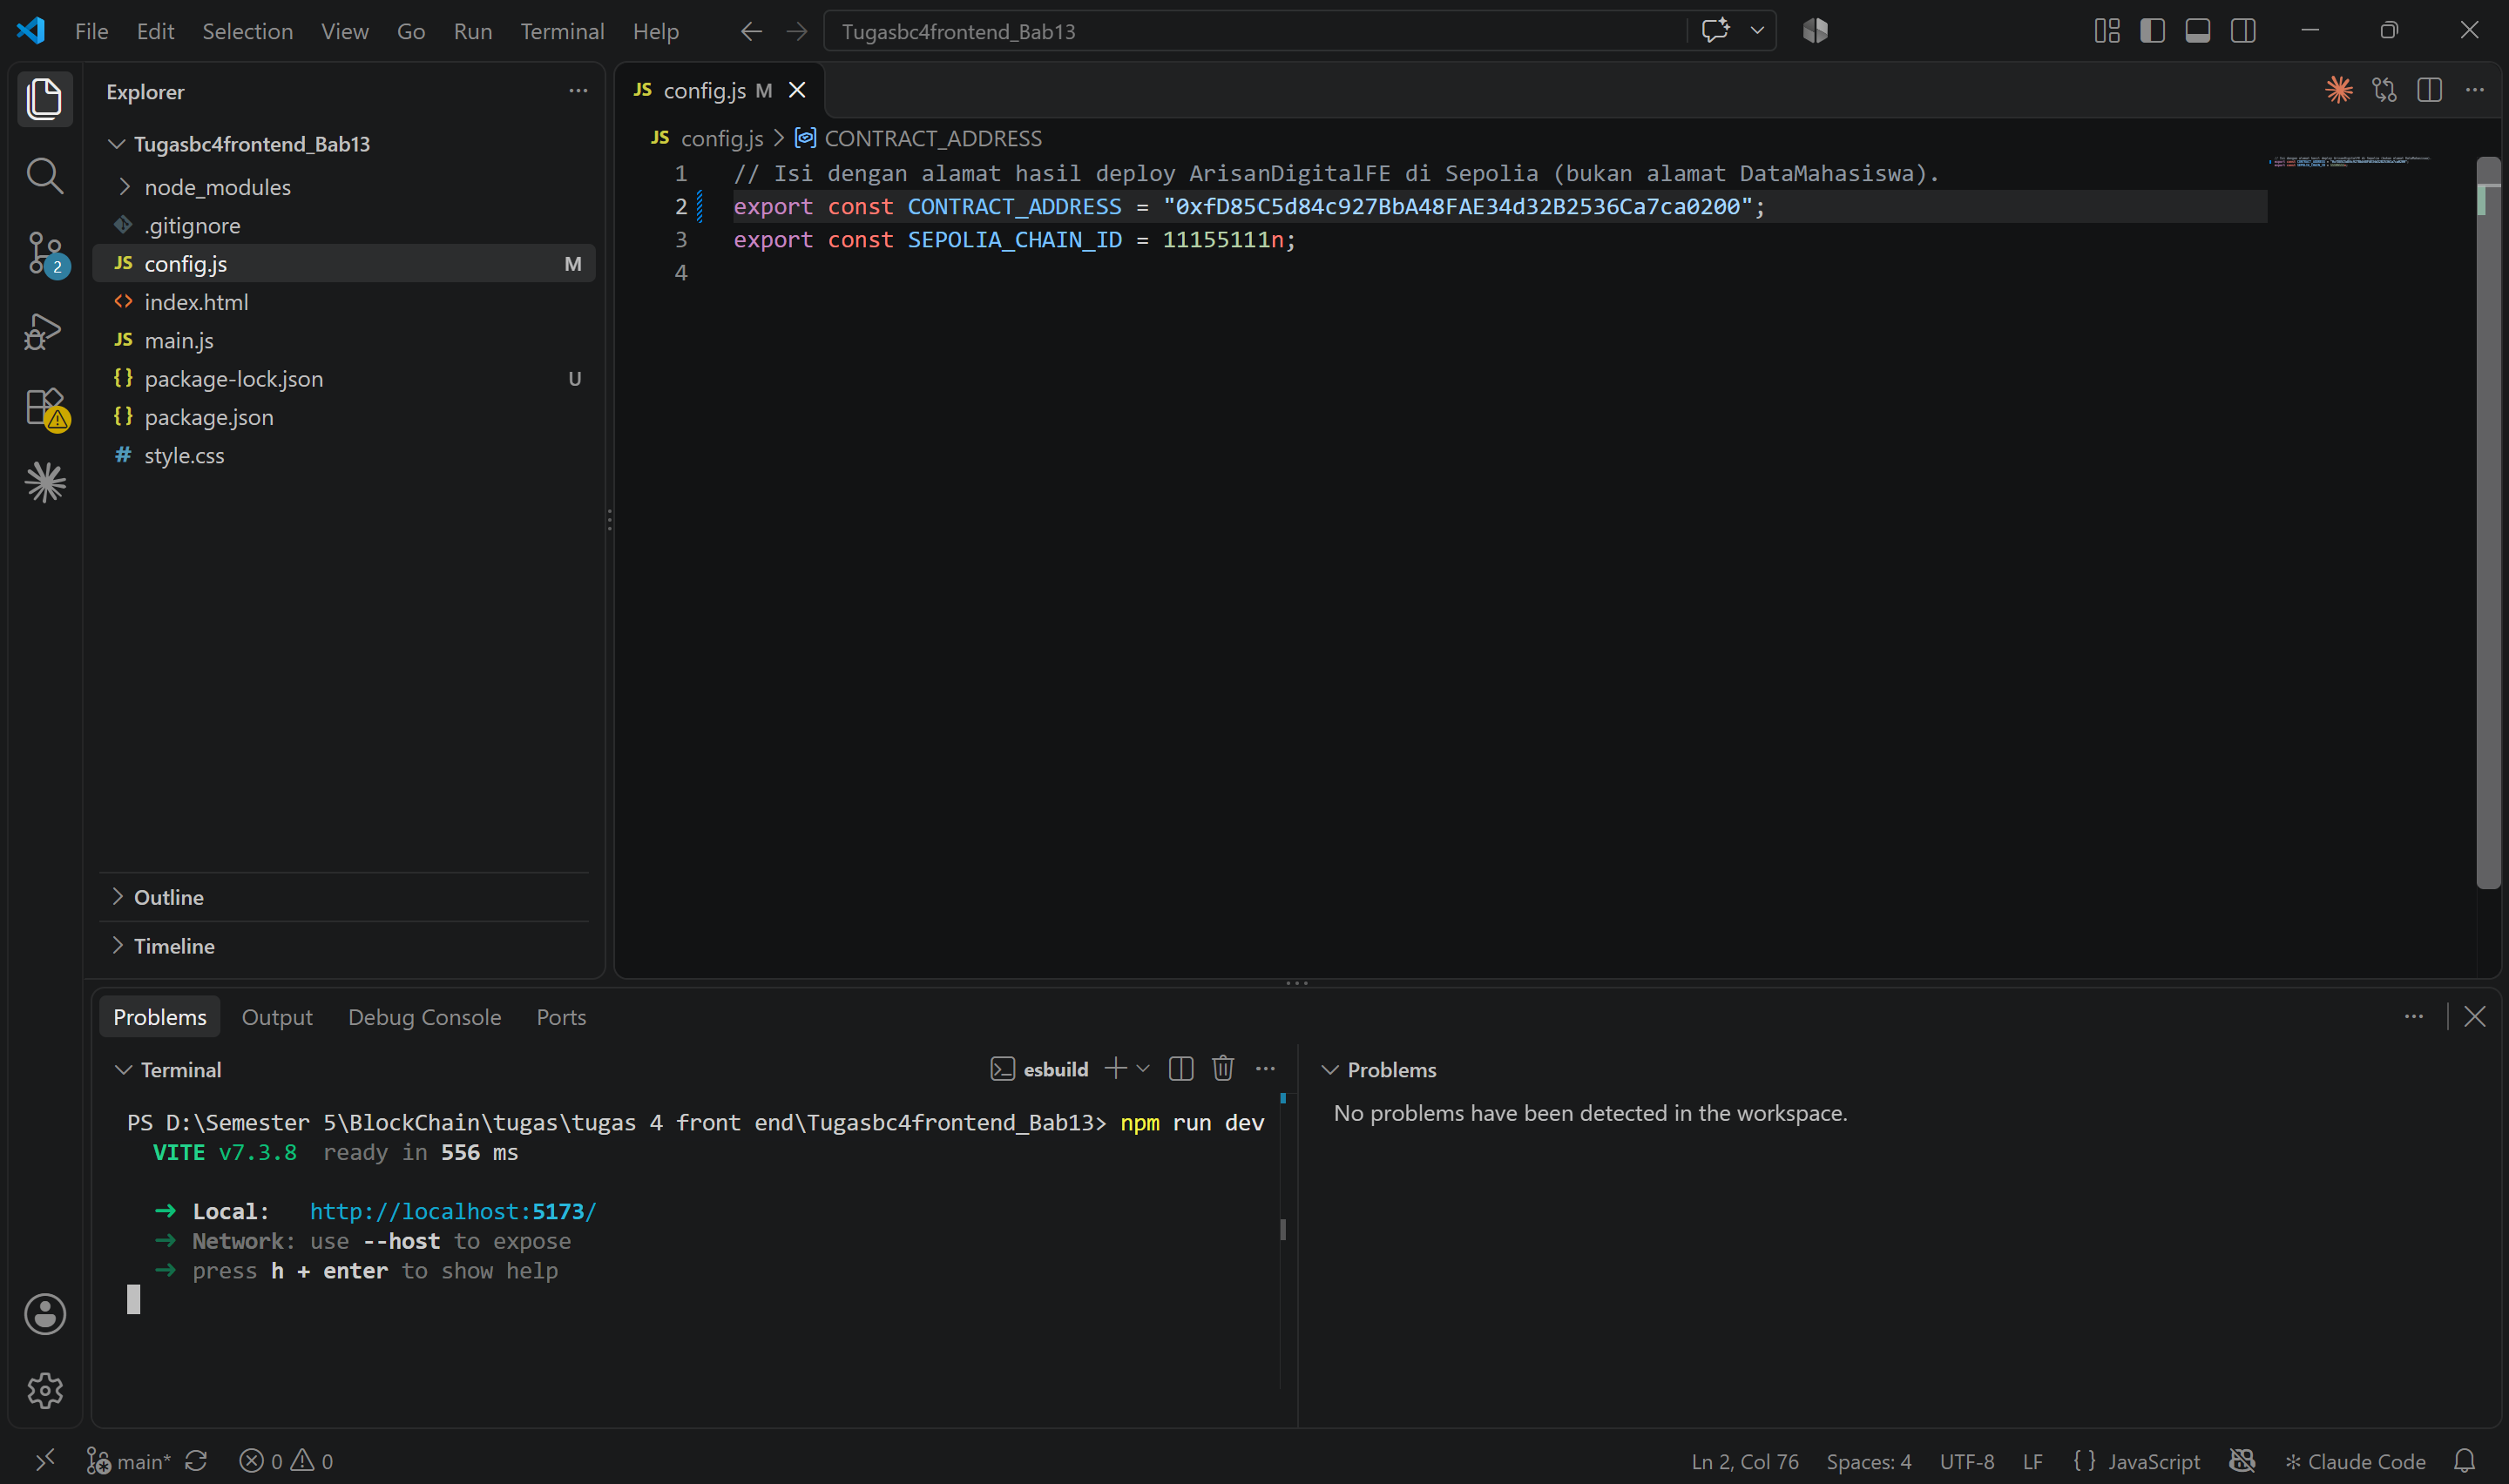 File Edit Selection View Go Run Terminal Help
Tugasbc4frontend_Bab13
Explorer
Tugasbc4frontend_Bab13
node_modules
.gitignore
JS config.js M
index.html
JS main.js
{} package-lock.json U
{} package.json
# style.css
2
Outline
Timeline
JS config.js M
JS config.js > CONTRACT_ADDRESS
1 // Isi dengan alamat hasil deploy ArisanDigitalFE di Sepolia (bukan alamat DataMahasiswa).
2 export const CONTRACT_ADDRESS = "0xfD85C5d84c927BbA48FAE34d32B2536Ca7ca0200";
3 export const SEPOLIA_CHAIN_ID = 11155111n;
4
Problems Output Debug Console Ports
Terminal
esbuild
PS D:\Semester 5\BlockChain\tugas\tugas 4 front end\Tugasbc4frontend_Bab13> npm run dev
VITE v7.3.8 ready in 556 ms
➜ Local: http://localhost:5173/
➜ Network: use --host to expose
➜ press h + enter to show help
Problems
No problems have been detected in the workspace.
main* 0 0
Ln 2, Col 76 Spaces: 4 UTF-8 LF {} JavaScript Claude Code